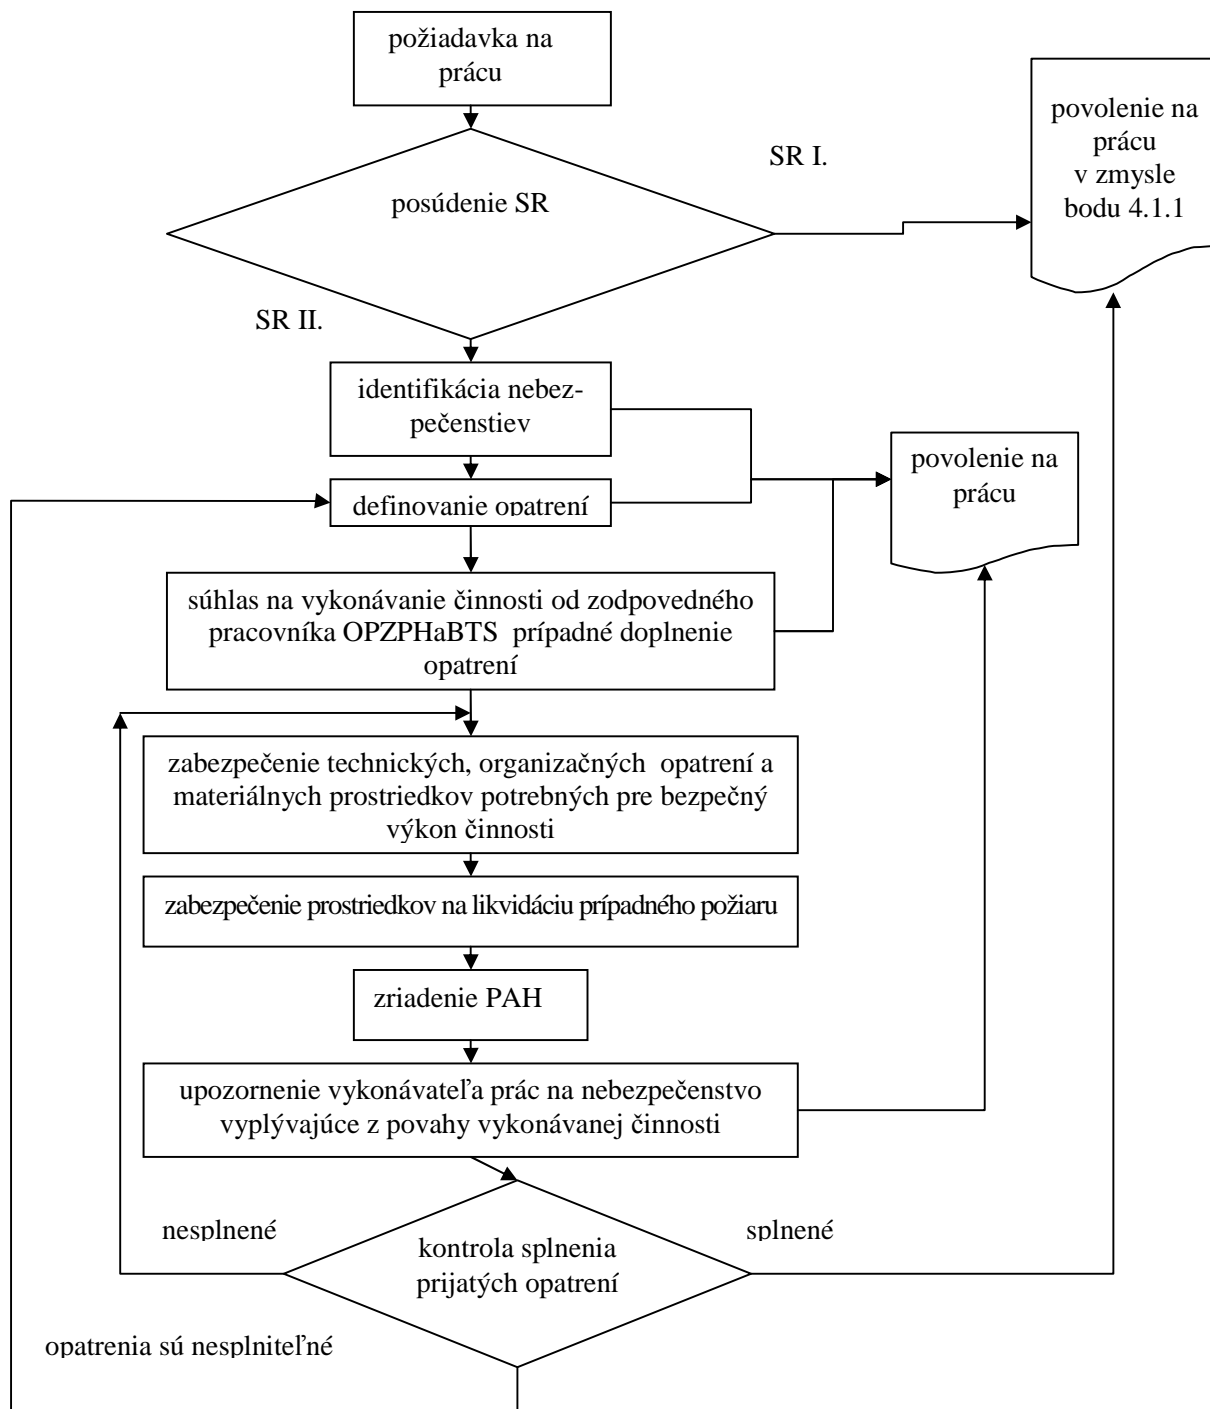 požiadavka na
prácu
povolenie na
prácu
v zmysle
bodu 4.1.1
SR I.
posúdenie SR
SR II.
identifikácia nebez-
pečenstiev
povolenie na
prácu
definovanie opatrení
súhlas na vykonávanie činnosti od zodpovedného
pracovníka OPZPHaBTS prípadné doplnenie
opatrení
zabezpečenie technických, organizačných opatrení a
materiálnych prostriedkov potrebných pre bezpečný
výkon činnosti
zabezpečenie prostriedkov na likvidáciu prípadného požiaru
zriadenie PAH
upozornenie vykonávateľa prác na nebezpečenstvo
vyplývajúce z povahy vykonávanej činnosti
nesplnené
splnené
kontrola splnenia
prijatých opatrení
opatrenia sú nesplniteľné